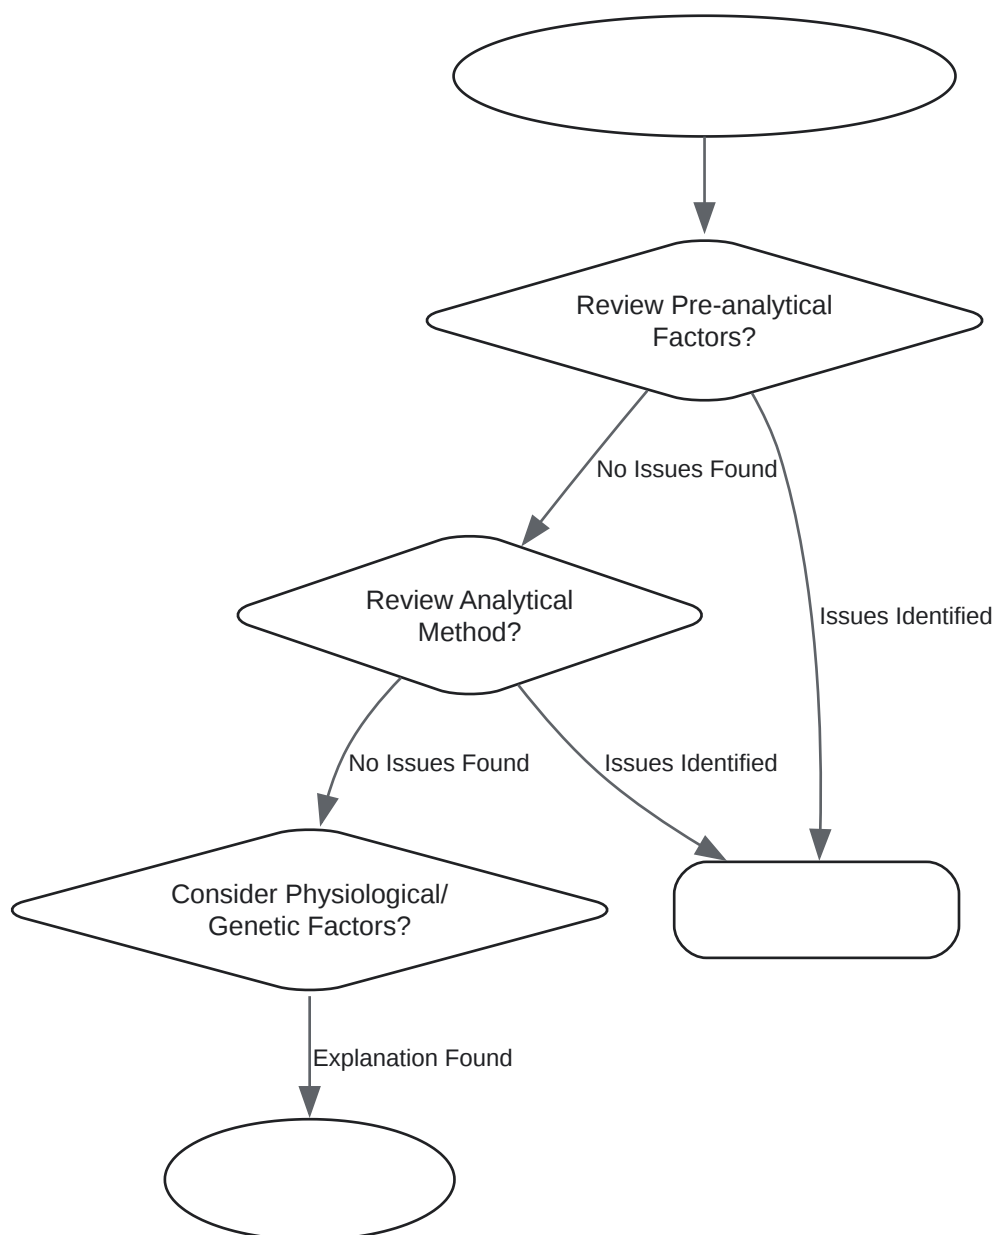 Review Pre-analytical
Factors?
No Issues Found
Review Analytical
Method?
Issues Identified
No Issues Found
Issues Identified
Consider Physiological/
Genetic Factors?
Explanation Found